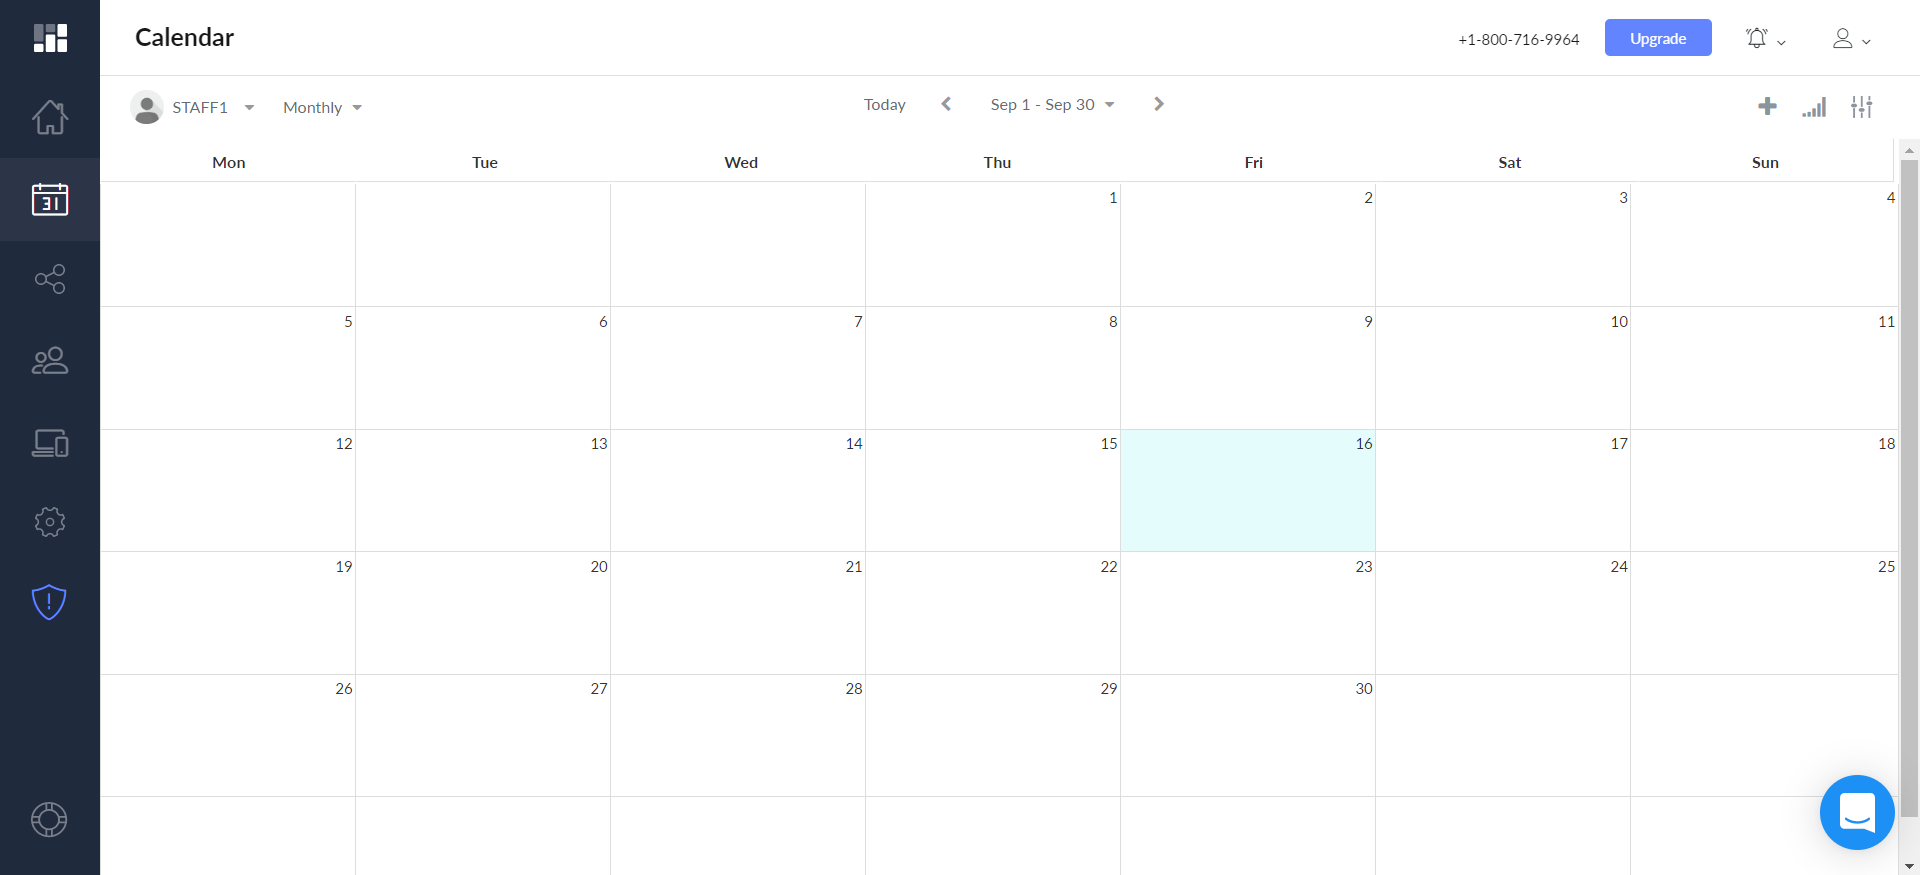 Calendar
+1-800-716-9964
Upgrade
STAFF1
Monthly
Today
Sep 1 - Sep 30
Mon Tue Wed Thu Fri Sat Sun
1 2 3 4
5 6 7 8 9 10 11
12 13 14 15 16 17 18
19 20 21 22 23 24 25
26 27 28 29 30
31